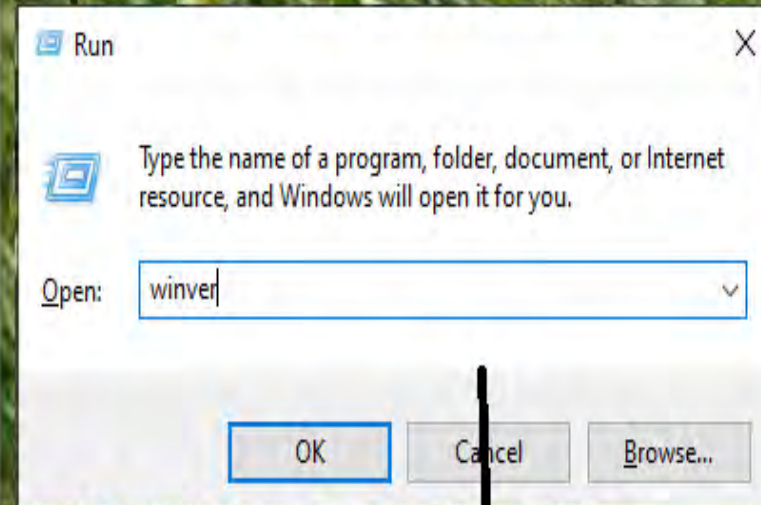 Run
Type the name of a program, folder, document, or Internet
resource, and Windows will open it for you.
Open: winver
OK Cancel Browse...